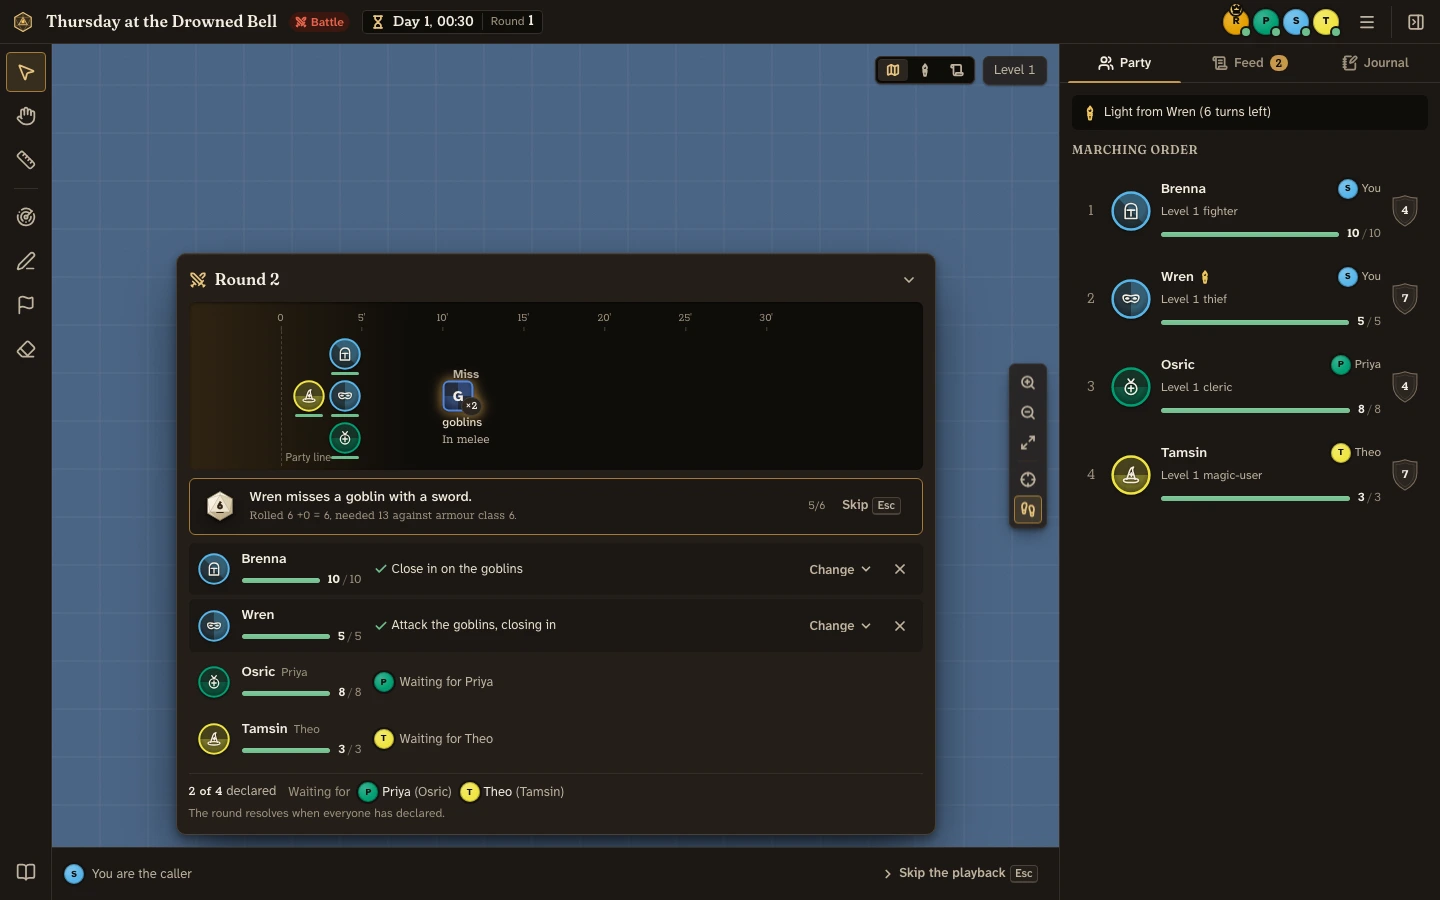 Thursday at the Drowned Bell
Battle
Day 1, 00:30
Round 1
R
P
S
T
Level 1
Party
Feed 2
Journal
Light from Wren (6 turns left)
MARCHING ORDER
1
Brenna
S You
Level 1 fighter
10 / 10
4
2
Wren
S You
Level 1 thief
5 / 5
7
3
Osric
P Priya
Level 1 cleric
8 / 8
4
4
Tamsin
T Theo
Level 1 magic-user
3 / 3
7
Round 2
0 5' 10' 15' 20' 25' 30'
Miss
G
×2
goblins
In melee
Party line
6
Wren misses a goblin with a sword.
Rolled 6 +0 = 6, needed 13 against armour class 6.
5/6
Skip Esc
Brenna
10 / 10
Close in on the goblins
Change
Wren
5 / 5
Attack the goblins, closing in
Change
Osric Priya
8 / 8
P Waiting for Priya
Tamsin Theo
3 / 3
T Waiting for Theo
2 of 4 declared Waiting for P Priya (Osric) T Theo (Tamsin)
The round resolves when everyone has declared.
S You are the caller
Skip the playback Esc